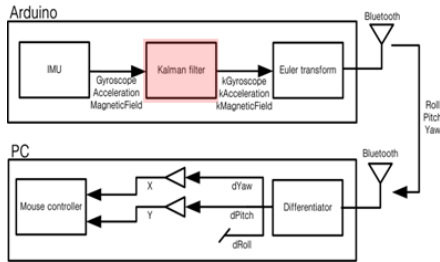 Arduino
Bluetooth
IMU
Kalman filter
Euler transform
Gyroscope
Acceleration
MagneticField
kGyroscope
kAcceleration
kMagneticField
Roll
Pitch
Yaw
PC
Bluetooth
Mouse controller
X
Y
dYaw
dPitch
dRoll
Differentiator